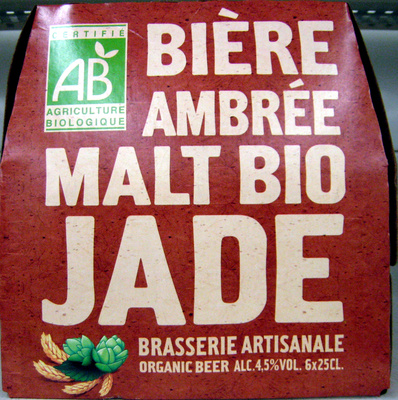 CERTIFIÉ
AB
AGRICULTURE
BIOLOGIQUE
BIÈRE
AMBRÉE
MALT BIO
JADE
BRASSERIE ARTISANALE
ORGANIC BEER ALC.4,5%VOL. 6x25CL.